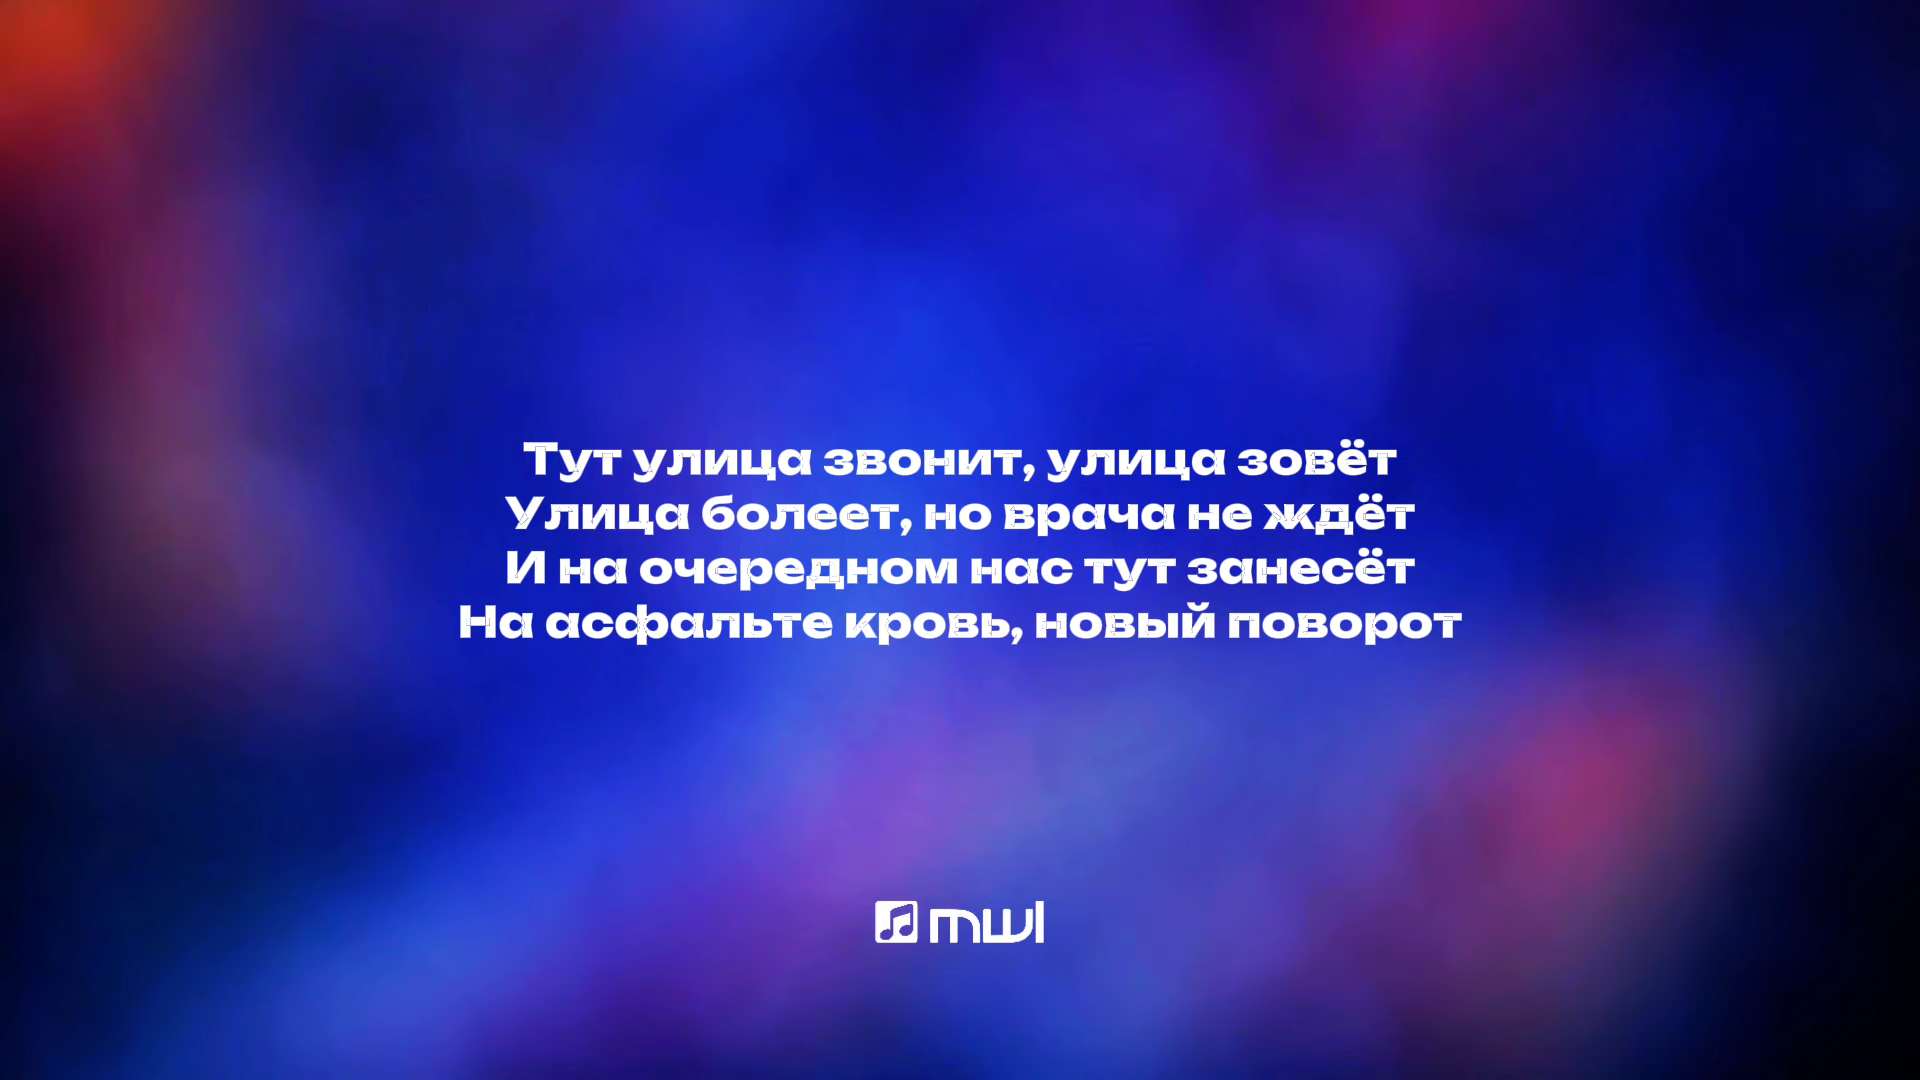 Тут улица звонит, улица зовёт
Улица болеет, но врача не ждёт
И на очередном нас тут занесёт
На асфальте кровь, новый поворот
mwl